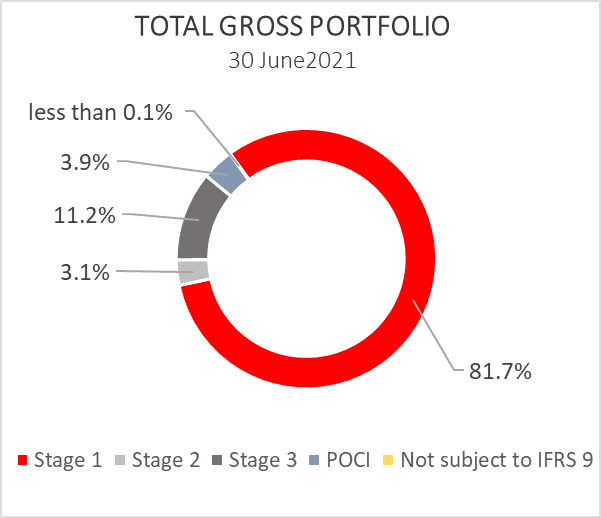 TOTAL GROSS PORTFOLIO
30 June2021
less than 0.1%
3.9%
11.2%
3.1%
81.7%
Stage 1 Stage 2 Stage 3 POCI Not subject to IFRS 9